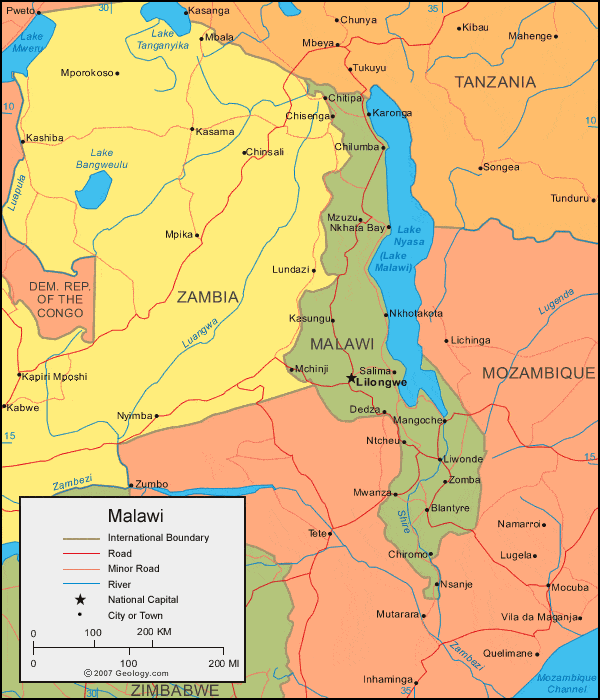 Pweto
30
Kasanga
35
Lake
Mweru
Lake
Tanganyika
Mbala
Chunya
Mbeya
Kibau
Mahenge
Mporokoso
Tukuyu
TANZANIA
Chitipa
10
Chisenga
Karonga
10
Kashiba
Kasama
Chinsali
Chilumba
Lake
Bangweulu
Songea
Luapula
Tunduru
Mzuzu
Nkhata Bay
Mpika
Lake
Nyasa
(Lake
Malawi)
Lundazi
DEM. REP.
OF THE
CONGO
ZAMBIA
Lugenda
Luangwa
Kasungu
Nkhotakota
MALAWI
Lichinga
Kapiri Mposhi
Mchinji
Salima
Lilongwe
MOZAMBIQUE
Kabwe
Nyimba
Dedza
Mangoche
15
Ntcheu
15
Liwonde
Zambezi
Zumbo
Mwanza
Zomba
Blantyre
Shire
Malawi
International Boundary
Road
Minor Road
River
National Capital
City or Town
0 100 200 KM
0 100 200 MI
©2007 Geology.com
Tete
Namarroi
Chiromo
Lugela
Nsanje
Mocuba
Mutarara
Vila da Maganja
Zambezi
Quelimane
Inhaminga
35
Mozambique
Channel
30
ZIMBABWE